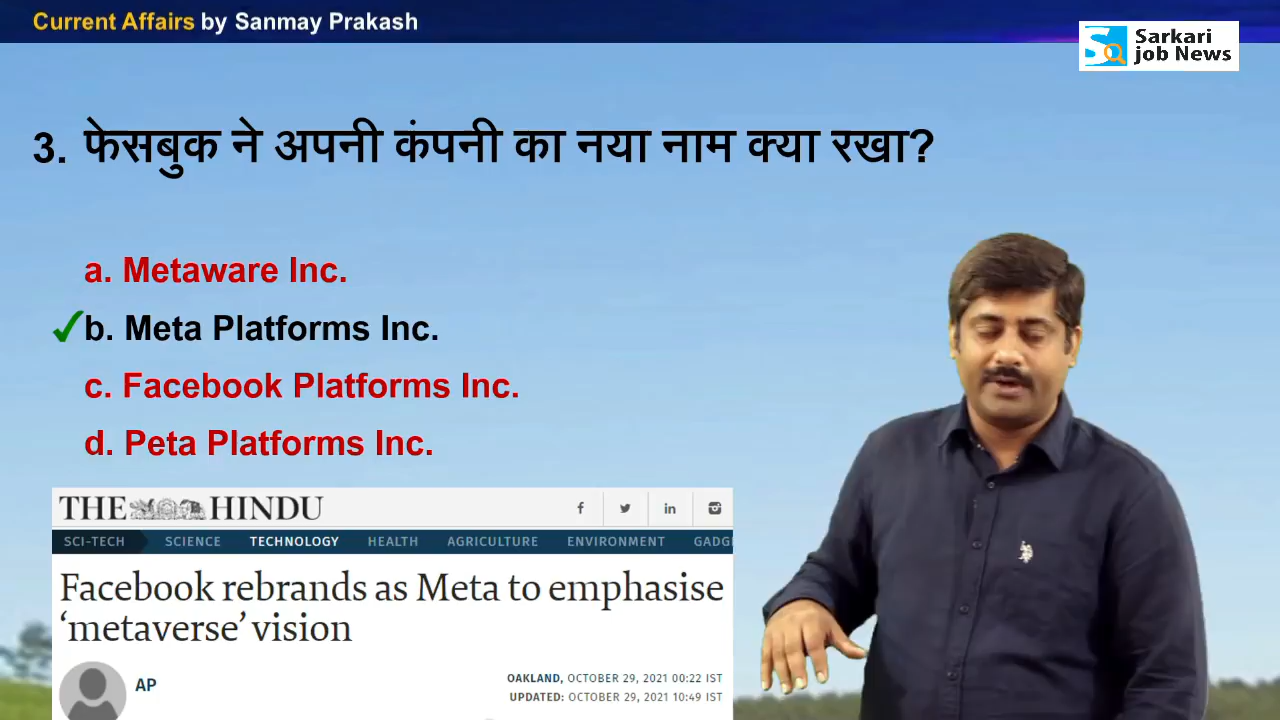 Current Affairs by Sanmay Prakash
Sarkari
Job News
3. फेसबुक ने अपनी कंपनी का नया नाम क्या रखा?
a. Metaware Inc.
b. Meta Platforms Inc.
c. Facebook Platforms Inc.
d. Peta Platforms Inc.
THE HINDU
SCI-TECH SCIENCE TECHNOLOGY HEALTH AGRICULTURE ENVIRONMENT GADG
Facebook rebrands as Meta to emphasise
‘metaverse’ vision
AP
OAKLAND, OCTOBER 29, 2021 00:22 IST
UPDATED: OCTOBER 29, 2021 10:49 IST